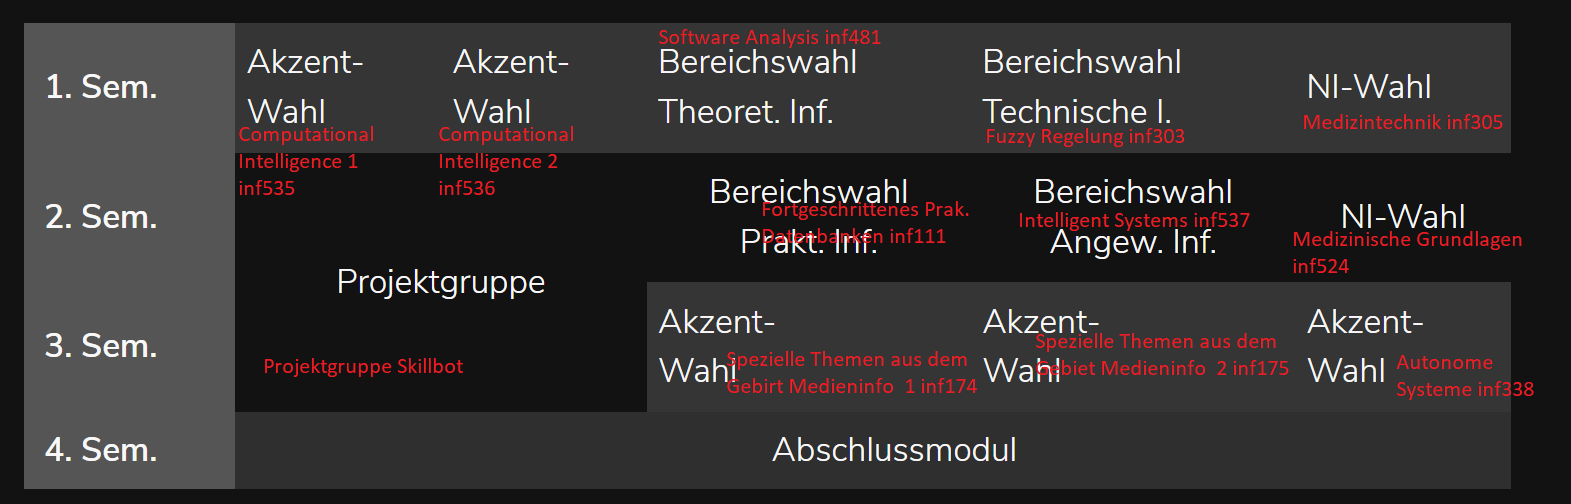 1. Sem.
Akzent-
Wahl
Computational
Intelligence 1
inf535
Akzent-
Wahl
Computational
Intelligence 2
inf536
Software Analysis inf481
Bereichswahl
Theoret. Inf.
Bereichswahl
Technische I.
Fuzzy Regelung inf303
NI-Wahl
Medizintechnik inf305
2. Sem.
Bereichswahl
Fortgeschrittenes Prak.
Datenbanken inf111
Prakt. Inf.
Bereichswahl
Intelligent Systems inf537
Angew. Inf.
NI-Wahl
Medizinische Grundlagen
inf524
Projektgruppe
Projektgruppe Skillbot
3. Sem.
Akzent-
Wahl
Spezielle Themen aus dem
Gebirt Medieninfo 1 inf174
Akzent-
Wahl
Spezielle Themen aus dem
Gebiet Medieninfo 2 inf175
Akzent-
Wahl
Autonome
Systeme inf338
4. Sem.
Abschlussmodul